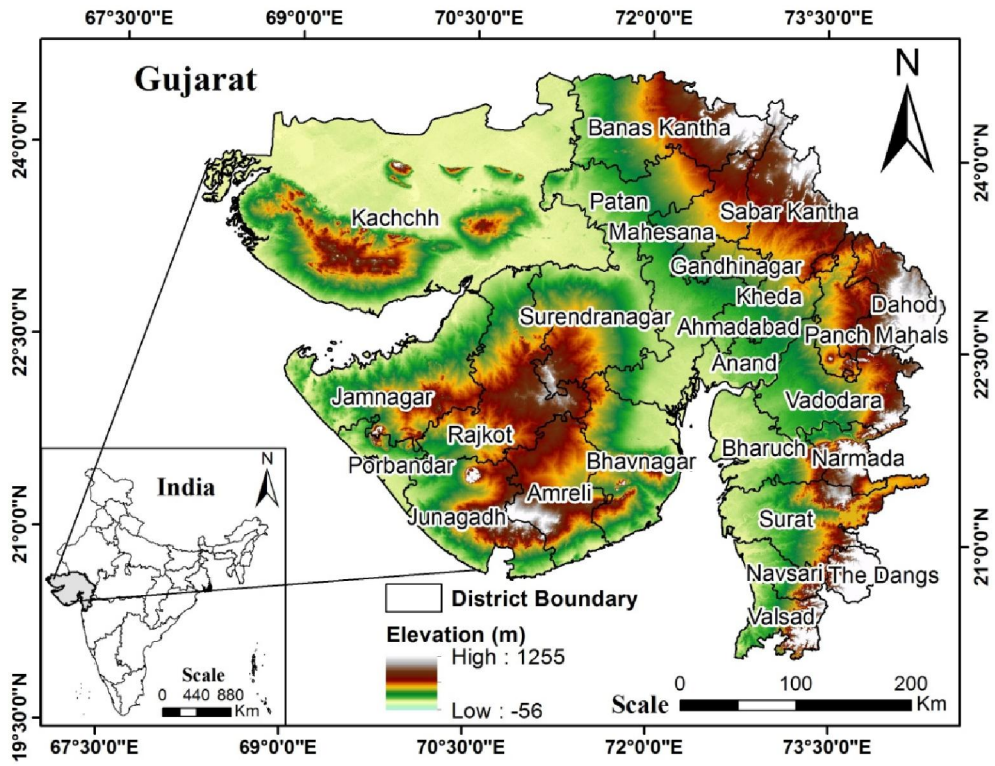 67°30'0"E 69°0'0"E 70°30'0"E 72°0'0"E 73°30'0"E
Gujarat
N
24°0'0"N
24°0'0"N
22°30'0"N
22°30'0"N
21°0'0"N
21°0'0"N
19°30'0"N
Banas Kantha
Patan
Sabar Kantha
Kachchh
Mahesana
Gandhinagar
Kheda
Dahod
Surendranagar
Ahmadabad
Panch Mahals
Anand
Jamnagar
Vadodara
Rajkot
Bharuch
Narmada
Porbandar
Bhavnagar
Amreli
Junagadh
Surat
Navsari
The Dangs
Valsad
India
N
Scale
0 440 880
Km
District Boundary
Elevation (m)
High : 1255
Low : -56
Scale
0 100 200
Km
67°30'0"E 69°0'0"E 70°30'0"E 72°0'0"E 73°30'0"E